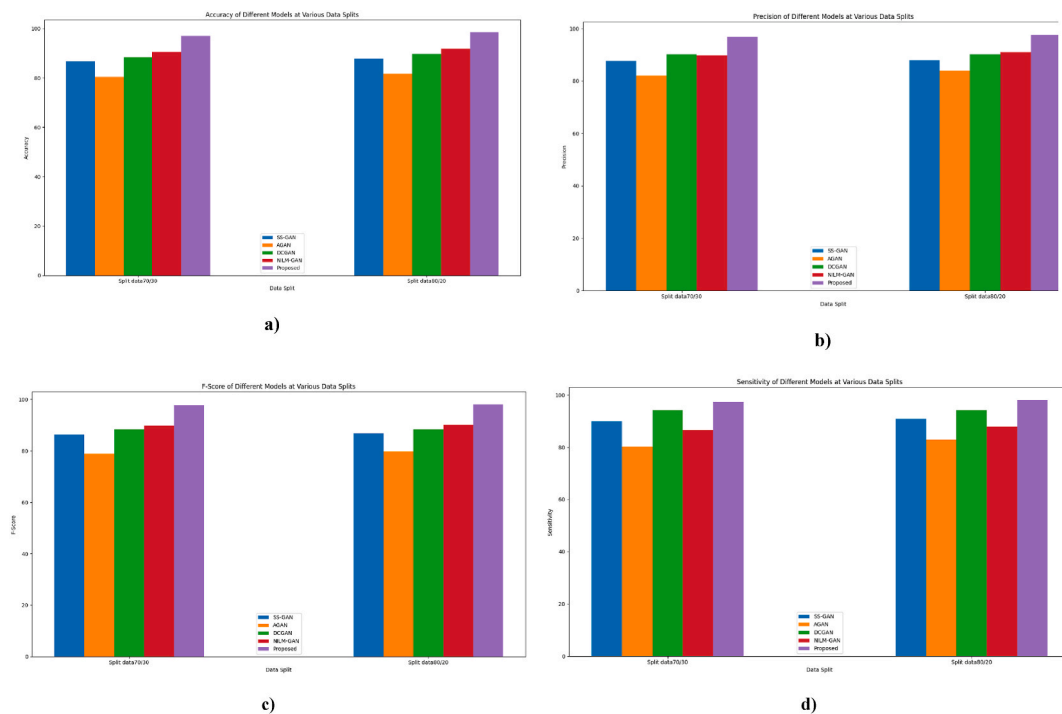 Accuracy of Different Models at Various Data Splits
100
80
60
40
20
0
Accuracy
SS-GAN
AGAN
DCGAN
NILM-GAN
Proposed
Split data70/30
Split data80/20
Data Split
a)
Precision of Different Models at Various Data Splits
100
80
60
40
20
0
Precision
SS-GAN
AGAN
DCGAN
NILM-GAN
Proposed
Split data70/30
Split data80/20
Data Split
b)
F-Score of Different Models at Various Data Splits
100
80
60
40
20
0
F-Score
SS-GAN
AGAN
DCGAN
NILM-GAN
Proposed
Split data70/30
Split data80/20
Data Split
c)
Sensitivity of Different Models at Various Data Splits
100
80
60
40
20
0
Sensitivity
SS-GAN
AGAN
DCGAN
NILM-GAN
Proposed
Split data70/30
Split data80/20
Data Split
d)